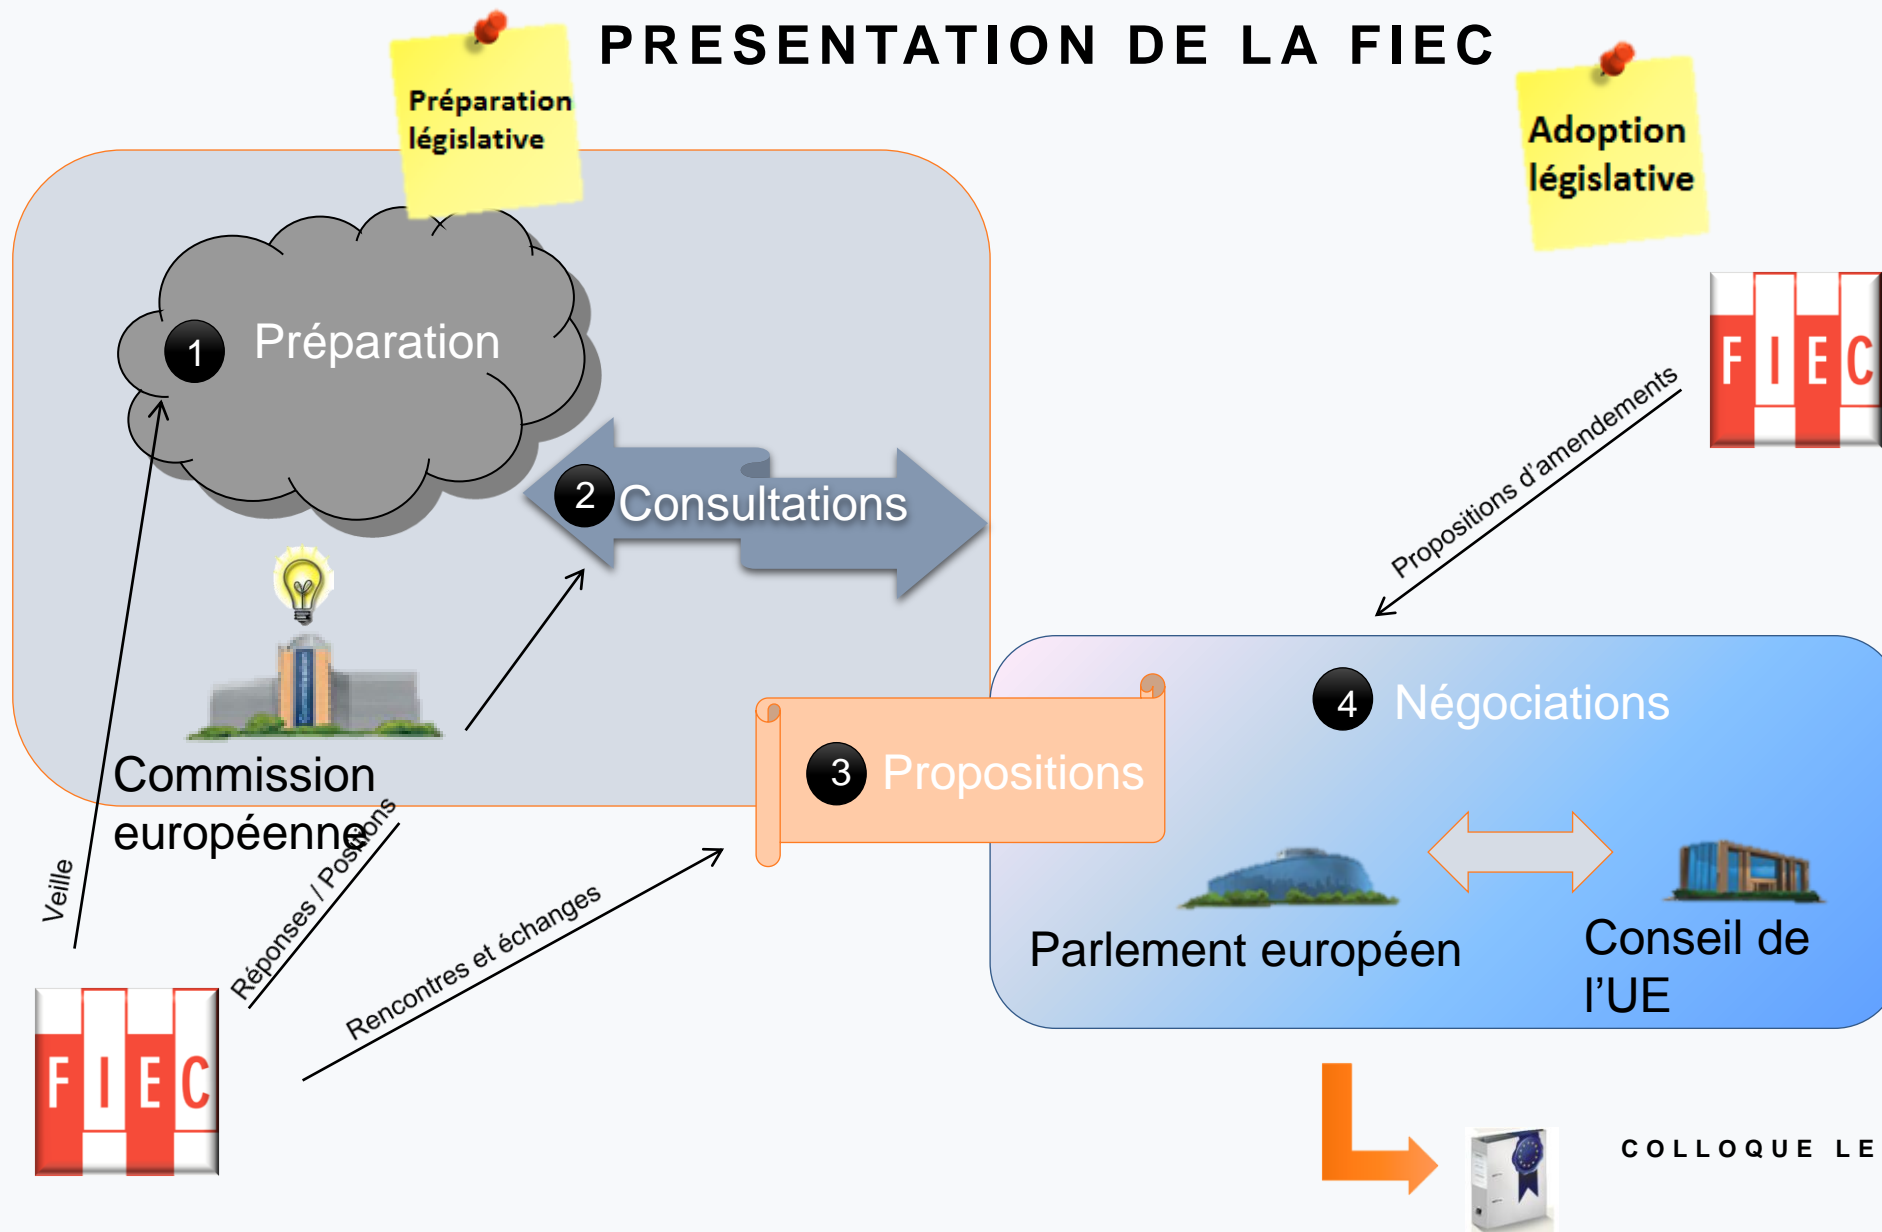 PRESENTATION DE LA FIEC
Préparation
législative
Adoption
législative
1 Préparation
FIEC
2 Consultations
Propositions d'amendements
4 Négociations
Commission
européenne
3 Propositions
Veille
Réponses / Positions
Rencontres et échanges
Parlement européen
Conseil de
l'UE
FIEC
COLLOQUE LE